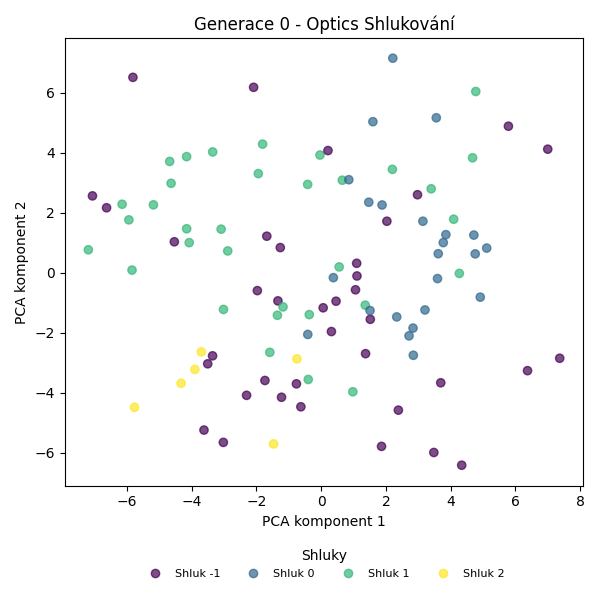 Generace 0 - Optics Shlukování
PCA komponent 2
6
4
2
0
−2
−4
−6
−6
−4
−2
0
2
4
6
8
PCA komponent 1
Shluky
Shluk -1
Shluk 0
Shluk 1
Shluk 2